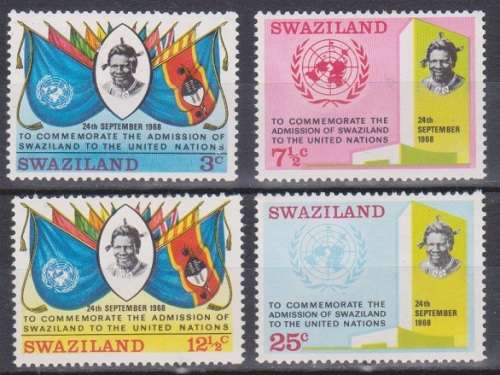 24th SEPTEMBER 1968
TO COMMEMORATE THE ADMISSION OF
SWAZILAND TO THE UNITED NATIONS
SWAZILAND 3c
SWAZILAND
TO COMMEMORATE THE
ADMISSION OF SWAZILAND
TO THE UNITED NATIONS
7½c
24th
SEPTEMBER
1968
24th SEPTEMBER 1968
TO COMMEMORATE THE ADMISSION OF
SWAZILAND TO THE UNITED NATIONS
SWAZILAND 12½c
SWAZILAND
TO COMMEMORATE THE
ADMISSION OF SWAZILAND
TO THE UNITED NATIONS
25c
24th
SEPTEMBER
1968